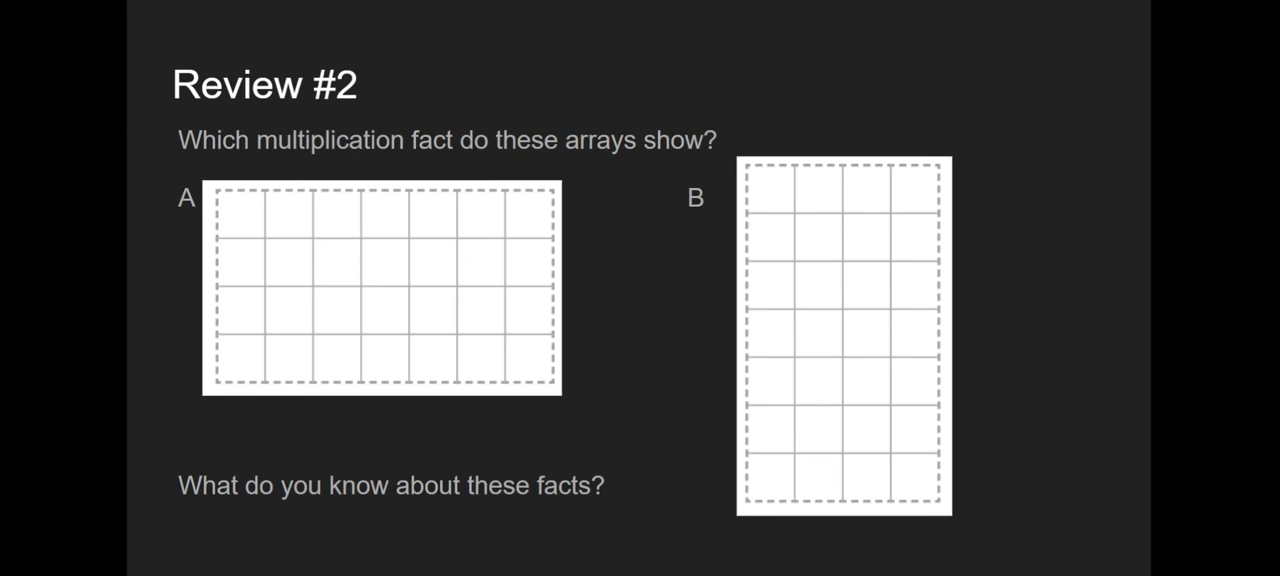 Review #2
Which multiplication fact do these arrays show?
A
B
What do you know about these facts?